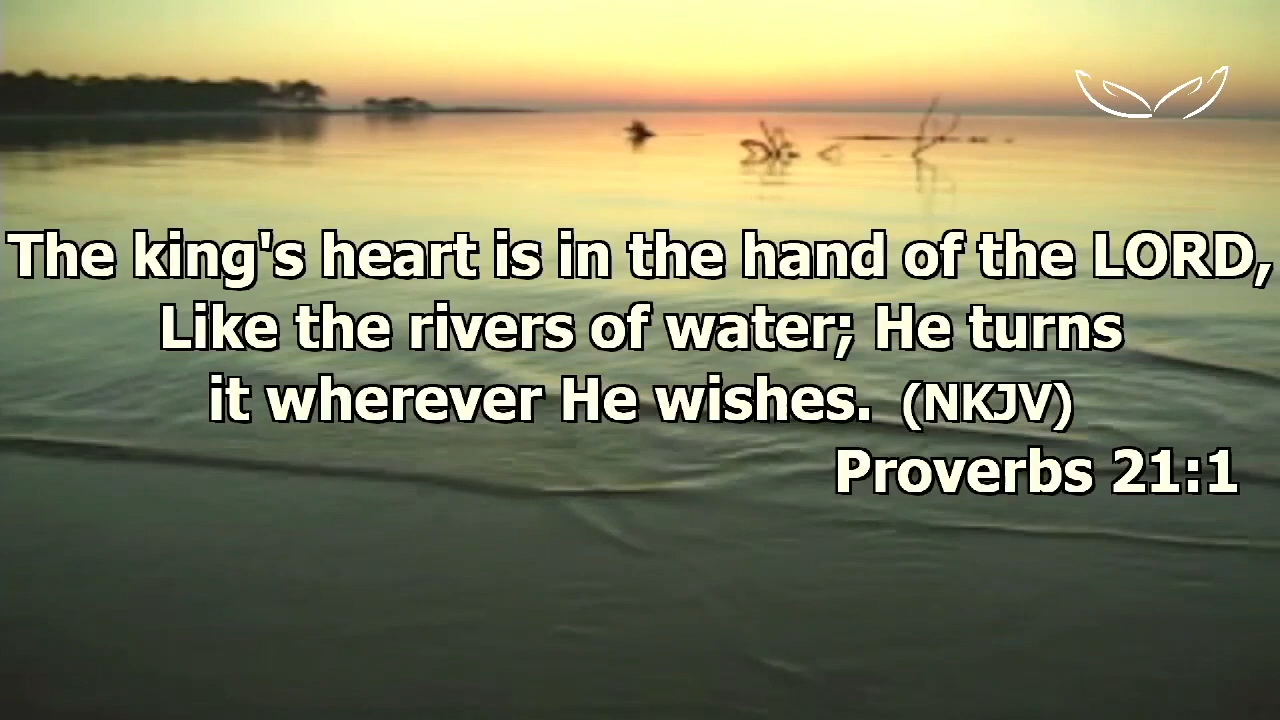 The king's heart is in the hand of the LORD,
Like the rivers of water; He turns
it wherever He wishes. (NKJV)
Proverbs 21:1